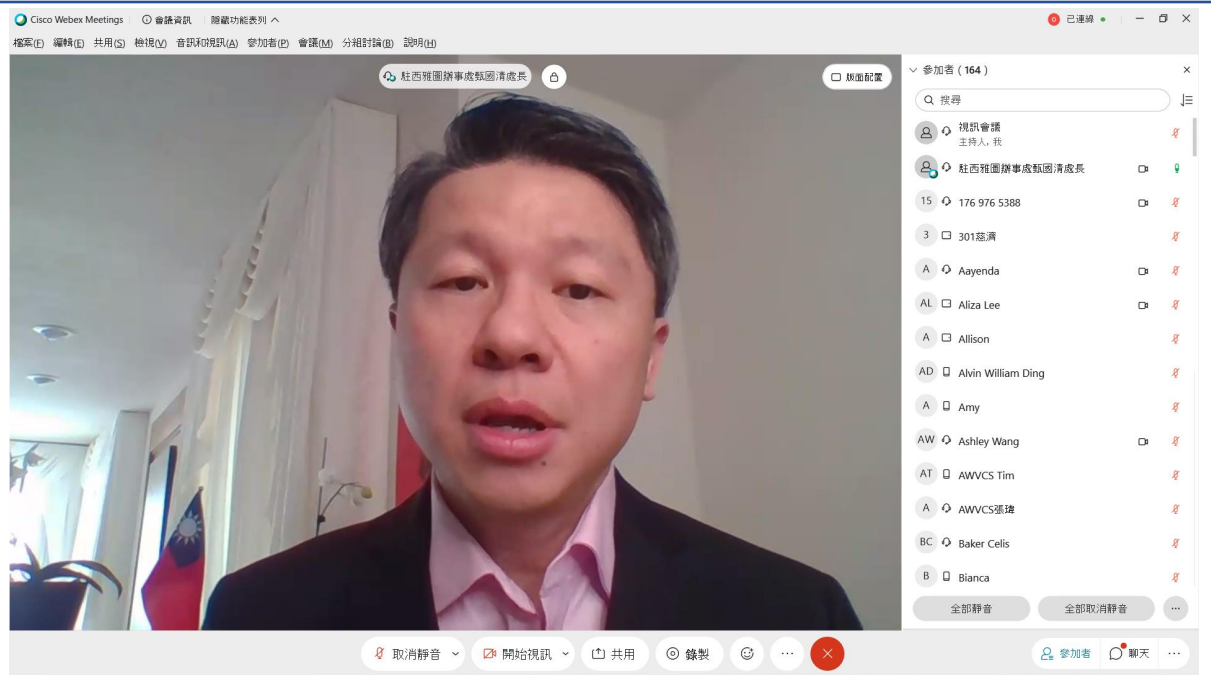 Cisco Webex Meetings
會議資訊
隱藏功能表列
已連線
檔案(F) 編輯(E) 共用(S) 檢視(V) 音訊和視訊(A) 參加者(P) 會議(M) 分組討論(B) 說明(H)
駐西雅圖辦事處甄國清處長
版面配置
參加者 ( 164 )
搜尋
視訊會議
主持人, 我
駐西雅圖辦事處甄國清處長
15 176 976 5388
3 301慈濟
A Aayenda
AL Aliza Lee
A Allison
AD Alvin William Ding
A Amy
AW Ashley Wang
AT AWVCS Tim
A AWVCS張瑋
BC Baker Celis
B Bianca
全部靜音 全部取消靜音 ...
取消靜音 開始視訊 共用 錄製 ...
參加者 聊天 ...